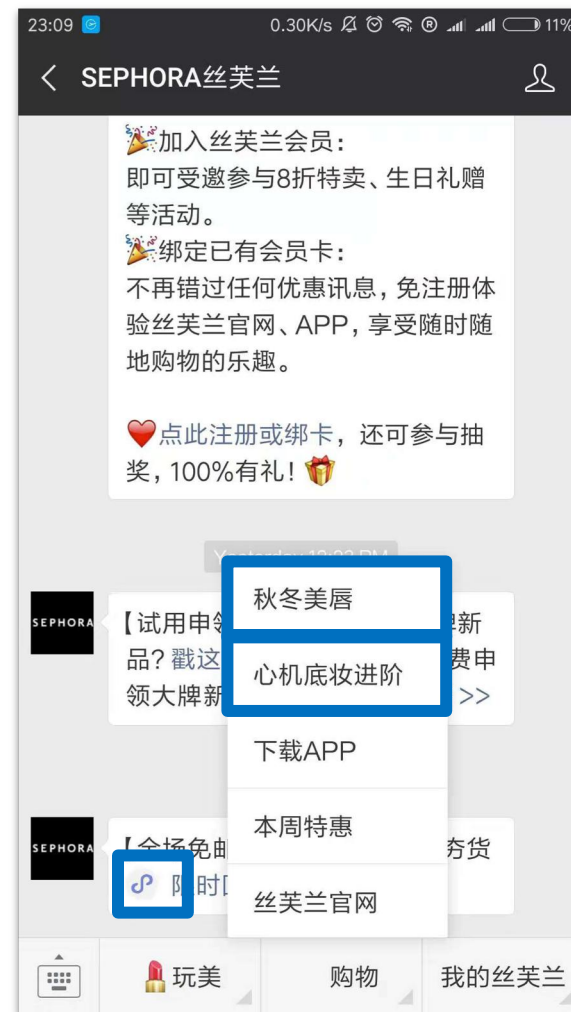 23:09 0.30K/s 11%
SEPHORA丝芙兰
🎉加入丝芙兰会员：
即可受邀参与8折特卖、生日礼赠
等活动。
🎉绑定已有会员卡：
不再错过任何优惠讯息，免注册体
验丝芙兰官网、APP，享受随时随
地购物的乐趣。
❤️点此注册或绑卡，还可参与抽
奖，100%有礼！🎁
秋冬美唇
SEPHORA
【试用申领 新
品？戳这 费申
领大牌新 >>
心机底妆进阶
下载APP
本周特惠
丝芙兰官网
SEPHORA
【全场免邮 夯货
限时
💄玩美 购物 我的丝芙兰